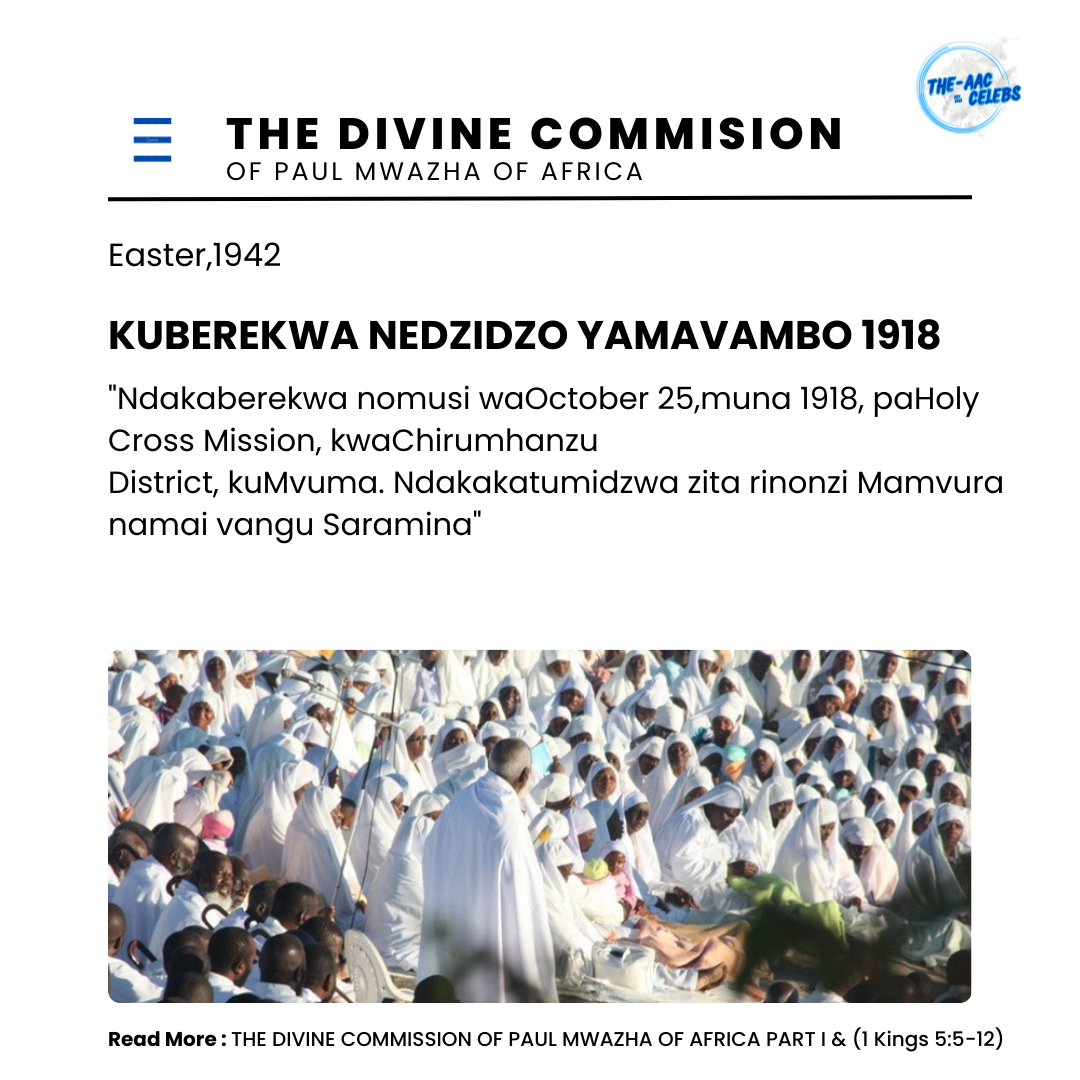 THE-AAC
CELEBS
THE DIVINE COMMISION
OF PAUL MWAZHA OF AFRICA
Easter,1942
KUBEREKWA NEDZIDZO YAMAVAMBO 1918
"Ndakaberekwa nomusi waOctober 25,muna 1918, paHoly
Cross Mission, kwaChirumhanzu
District, kuMvuma. Ndakakatumidzwa zita rinonzi Mamvura
namai vangu Saramina"
Read More : THE DIVINE COMMISSION OF PAUL MWAZHA OF AFRICA PART I & (1 Kings 5:5-12)